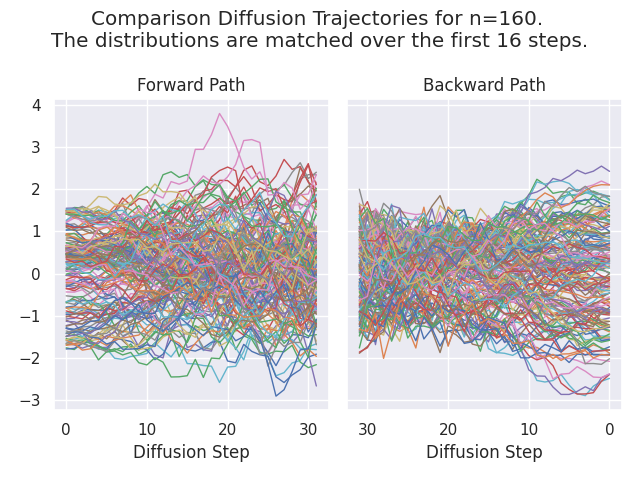 Comparison Diffusion Trajectories for n=160.
The distributions are matched over the first 16 steps.
Forward Path
Backward Path
4
3
2
1
0
−1
−2
−3
0 10 20 30
30 20 10 0
Diffusion Step
Diffusion Step